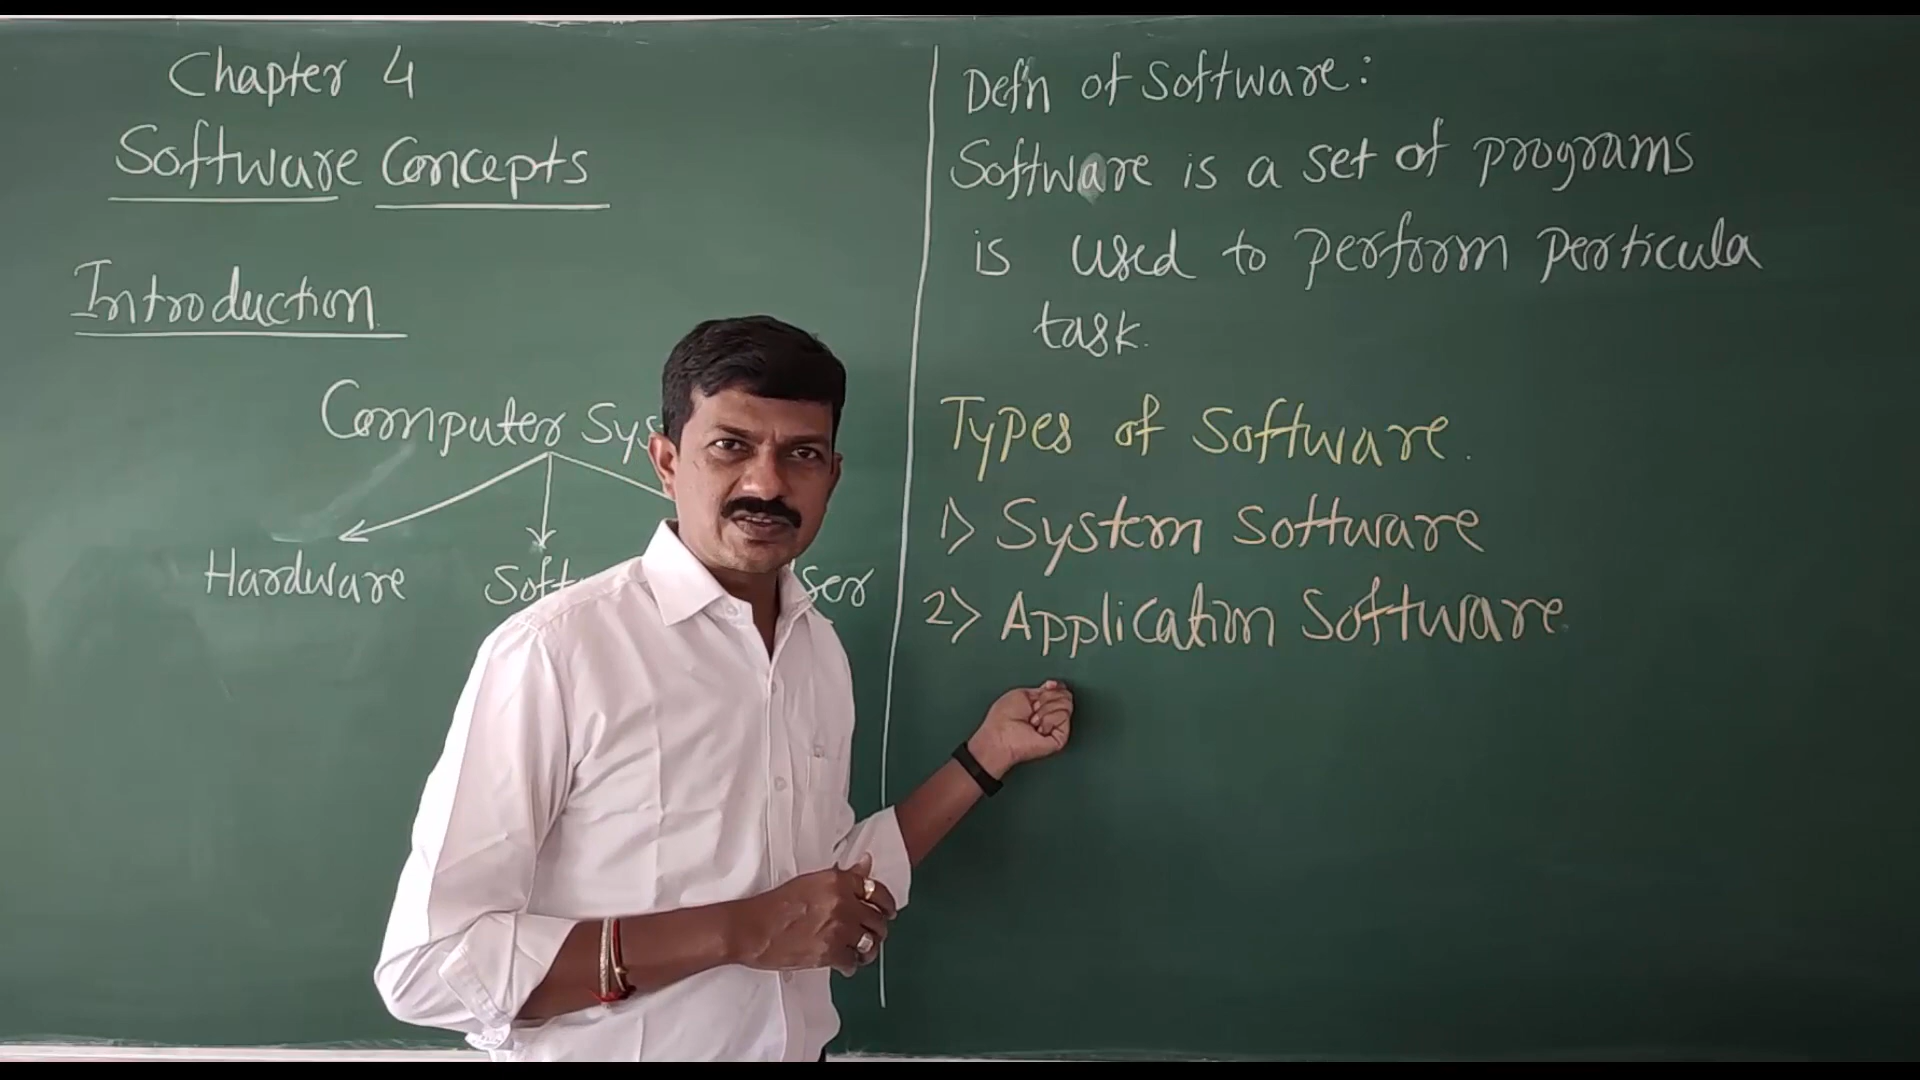 Chapter 4
Software Concepts
Introduction
Computer Sys
Hardware Soft ser
Defn of Software:
Software is a set of programs
is used to perform perticula
task.
Types of Software.
1) System Software
2) Application Software.